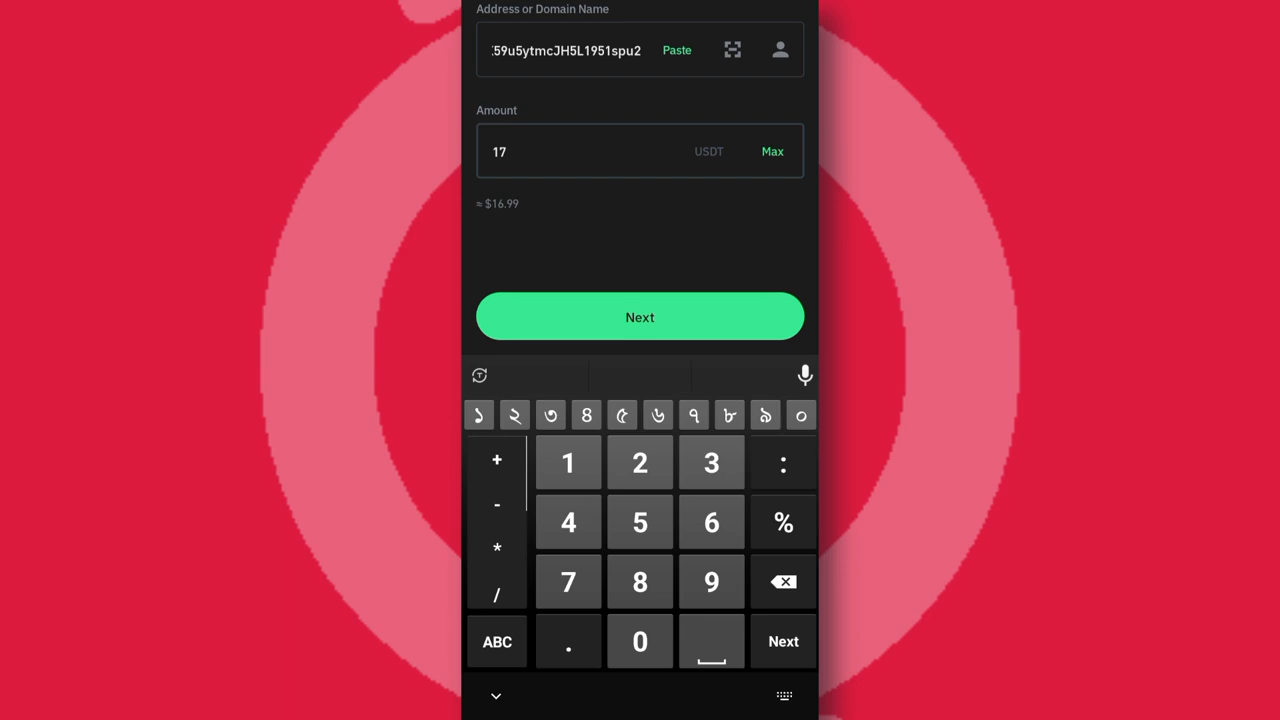 Address or Domain Name
:59u5ytmcJH5L1951spu2 Paste
Amount
17 USDT Max
≈ $16.99
Next
১ ২ ৩ ৪ ৫ ৬ ৭ ৮ ৯ ০
+ 1 2 3 :
- 4 5 6 %
* 7 8 9
/
ABC . 0 Next